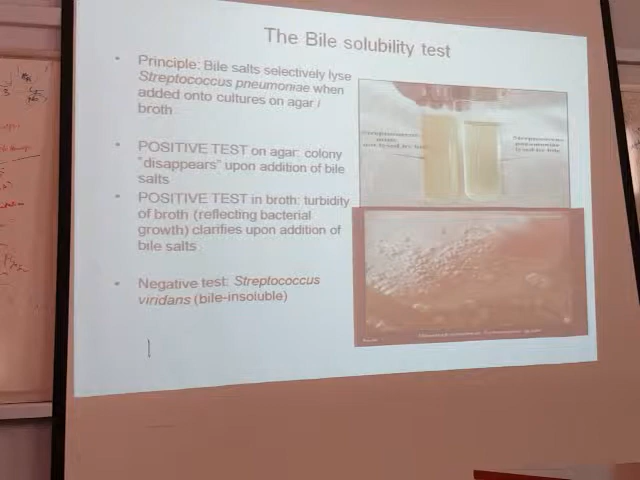 The Bile solubility test
• Principle: Bile salts selectively lyse
Streptococcus pneumoniae when
added onto cultures on agar /
broth
• POSITIVE TEST on agar: colony
"disappears" upon addition of bile
salts
• POSITIVE TEST in broth: turbidity
of broth (reflecting bacterial
growth) clarifies upon addition of
bile salts
• Negative test: Streptococcus
viridans (bile-insoluble)